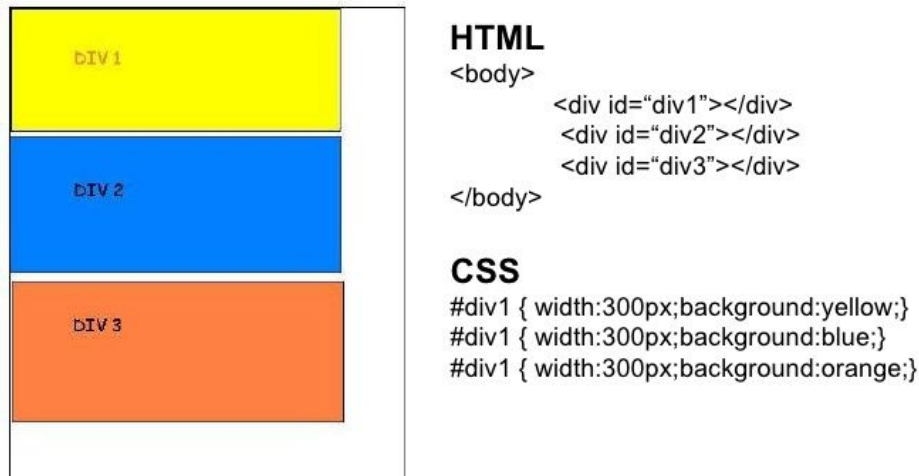 DIV 1
DIV 2
DIV 3
HTML
<body>
<div id=“div1”></div>
<div id=“div2”></div>
<div id=“div3”></div>
</body>
CSS
#div1 { width:300px;background:yellow;}
#div1 { width:300px;background:blue;}
#div1 { width:300px;background:orange;}